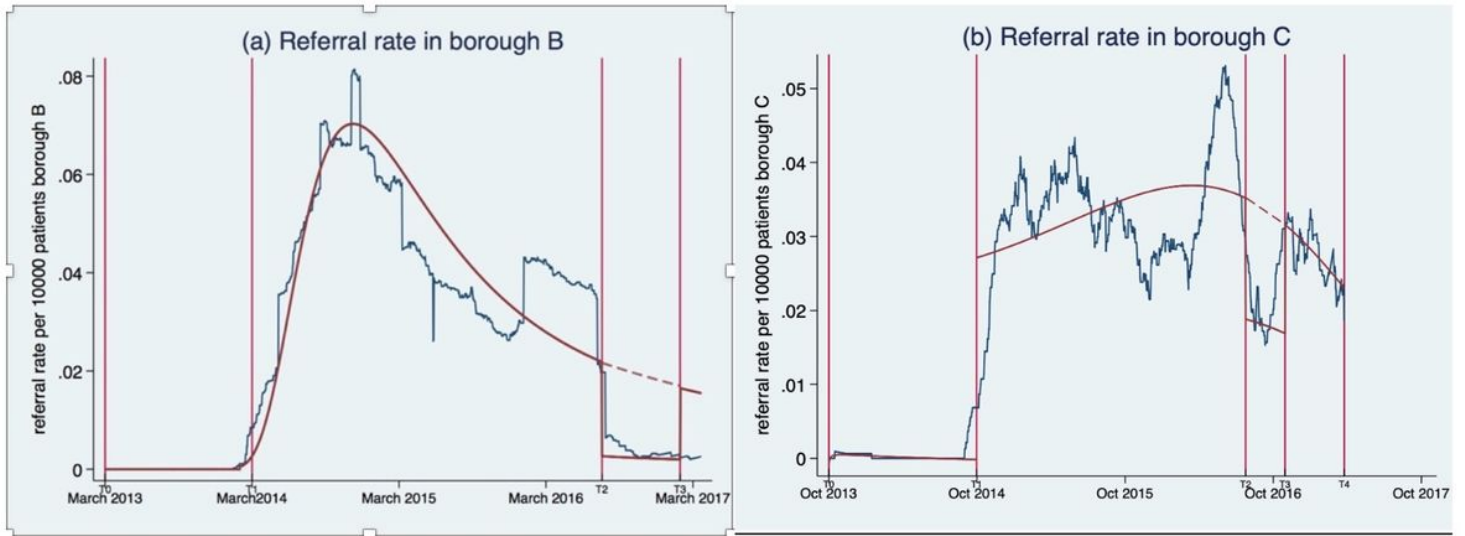 (a) Referral rate in borough B
referral rate per 10000 patients borough B
.08
.06
.04
.02
0
T0
T1
T2
T3
March 2013
March2014
March 2015
March 2016
March 2017
(b) Referral rate in borough C
referral rate per 10000 patients borough C
.05
.04
.03
.02
.01
0
T0
T1
T2
T3
T4
Oct 2013
Oct 2014
Oct 2015
Oct 2016
Oct 2017